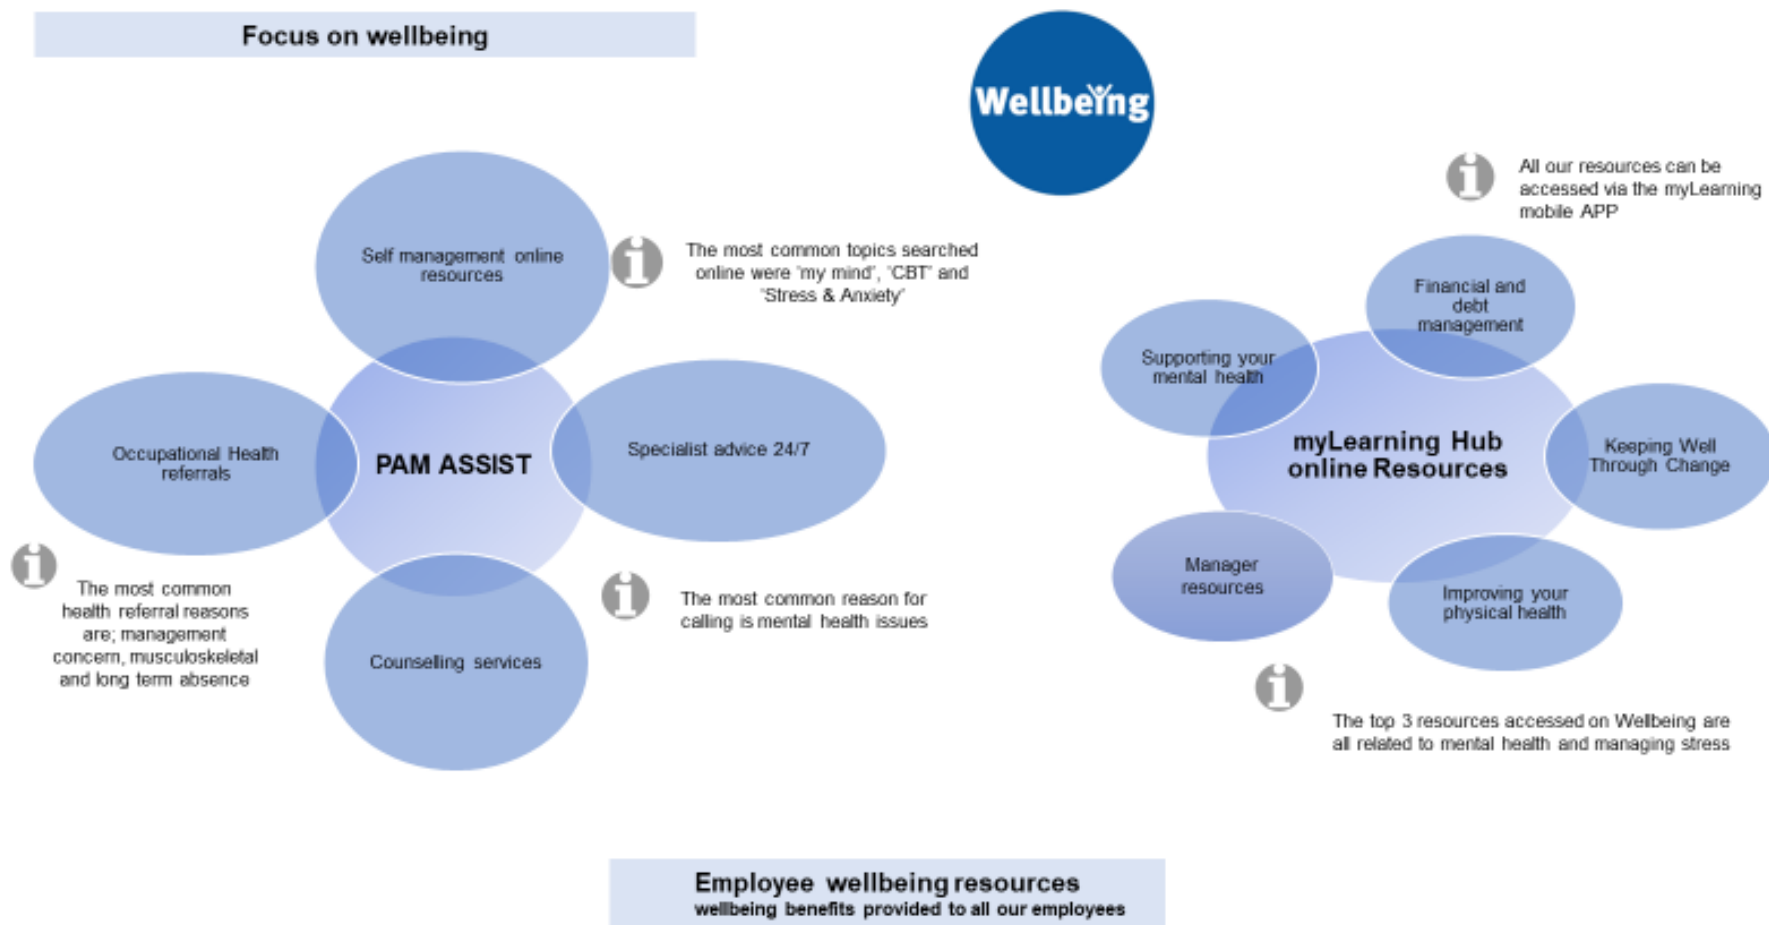 Focus on wellbeing
Wellbeing
All our resources can be
accessed via the myLearning
mobile APP
Self management online
resources
The most common topics searched
online were 'my mind', 'CBT' and
'Stress & Anxiety'
Financial and
debt
management
Supporting your
mental health
Occupational Health
referrals
PAM ASSIST
Specialist advice 24/7
myLearning Hub
online Resources
Keeping Well
Through Change
The most common
health referral reasons
are; management
concern, musculoskeletal
and long term absence
The most common reason for
calling is mental health issues
Manager
resources
Improving your
physical health
Counselling services
The top 3 resources accessed on Wellbeing are
all related to mental health and managing stress
Employee wellbeing resources
wellbeing benefits provided to all our employees